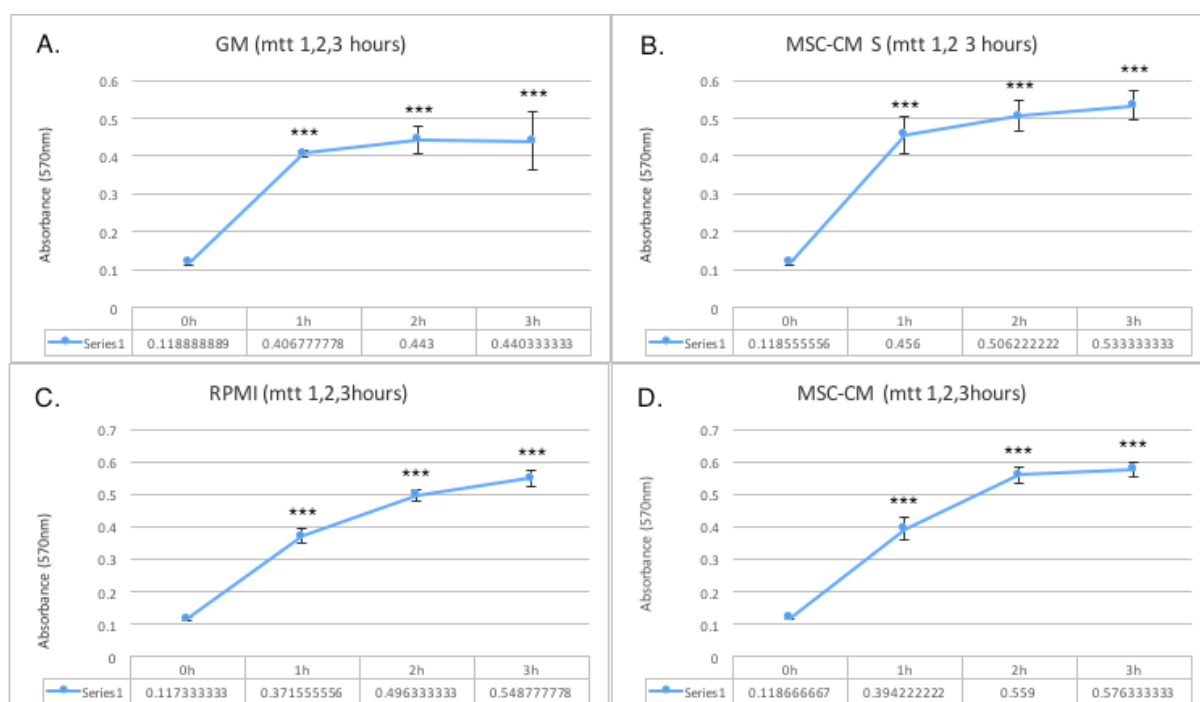 A.
GM (mtt 1,2,3 hours)
Absorbance (570nm)
0.6
0.5
0.4
0.3
0.2
0.1
0
***
***
***
0h 1h 2h 3h
Series1 0.118888889 0.406777778 0.443 0.440333333
B.
MSC-CM S (mtt 1,2 3 hours)
Absorbance (570nm)
0.6
0.5
0.4
0.3
0.2
0.1
0
***
***
***
0h 1h 2h 3h
Series1 0.118555556 0.456 0.506222222 0.533333333
C.
RPMI (mtt 1,2,3hours)
Absorbance (570nm)
0.7
0.6
0.5
0.4
0.3
0.2
0.1
0
***
***
***
0h 1h 2h 3h
Series1 0.117333333 0.371555556 0.496333333 0.548777778
D.
MSC-CM (mtt 1,2,3hours)
Absorbance (570nm)
0.7
0.6
0.5
0.4
0.3
0.2
0.1
0
***
***
***
0h 1h 2h 3h
Series1 0.118666667 0.394222222 0.559 0.576333333